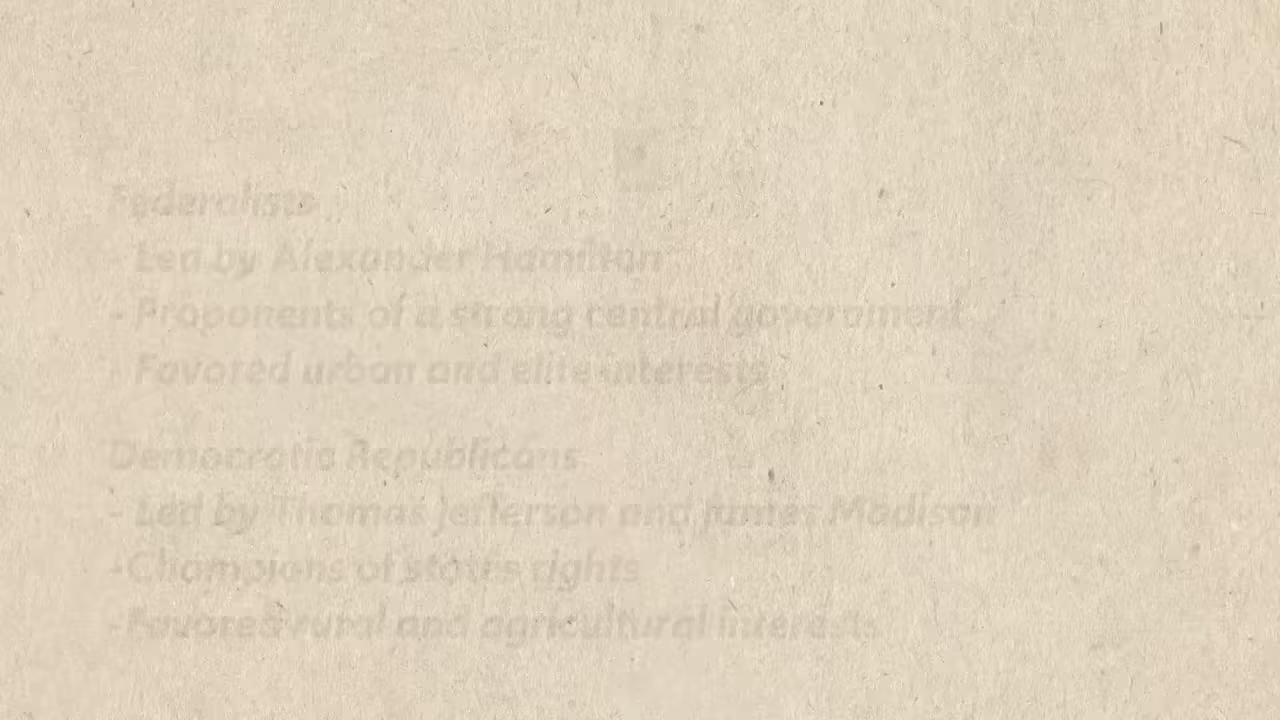 Federalists
- Led by Alexander Hamilton
- Proponents of a strong central government
- Favored urban and elite interests
Democratic Republicans
- Led by Thomas Jefferson and James Madison
-Champions of states rights
-Favored rural and agricultural interests